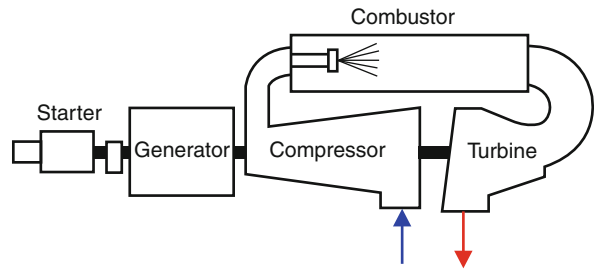 Combustor
Starter
Generator
Compressor
Turbine